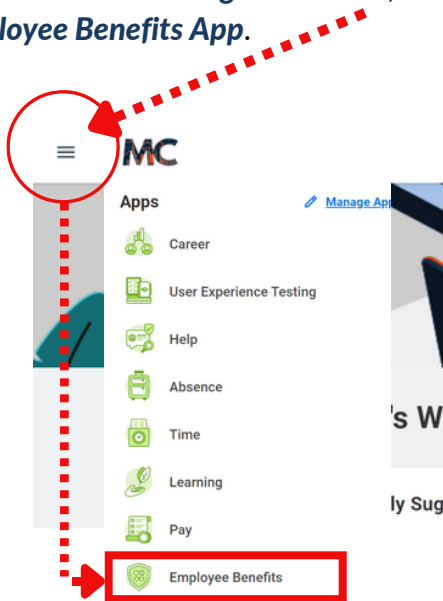 loyee Benefits App.
MC
Apps
Manage App
Career
User Experience Testing
Help
Absence
Time
's W
Learning
ly Sug
Pay
Employee Benefits